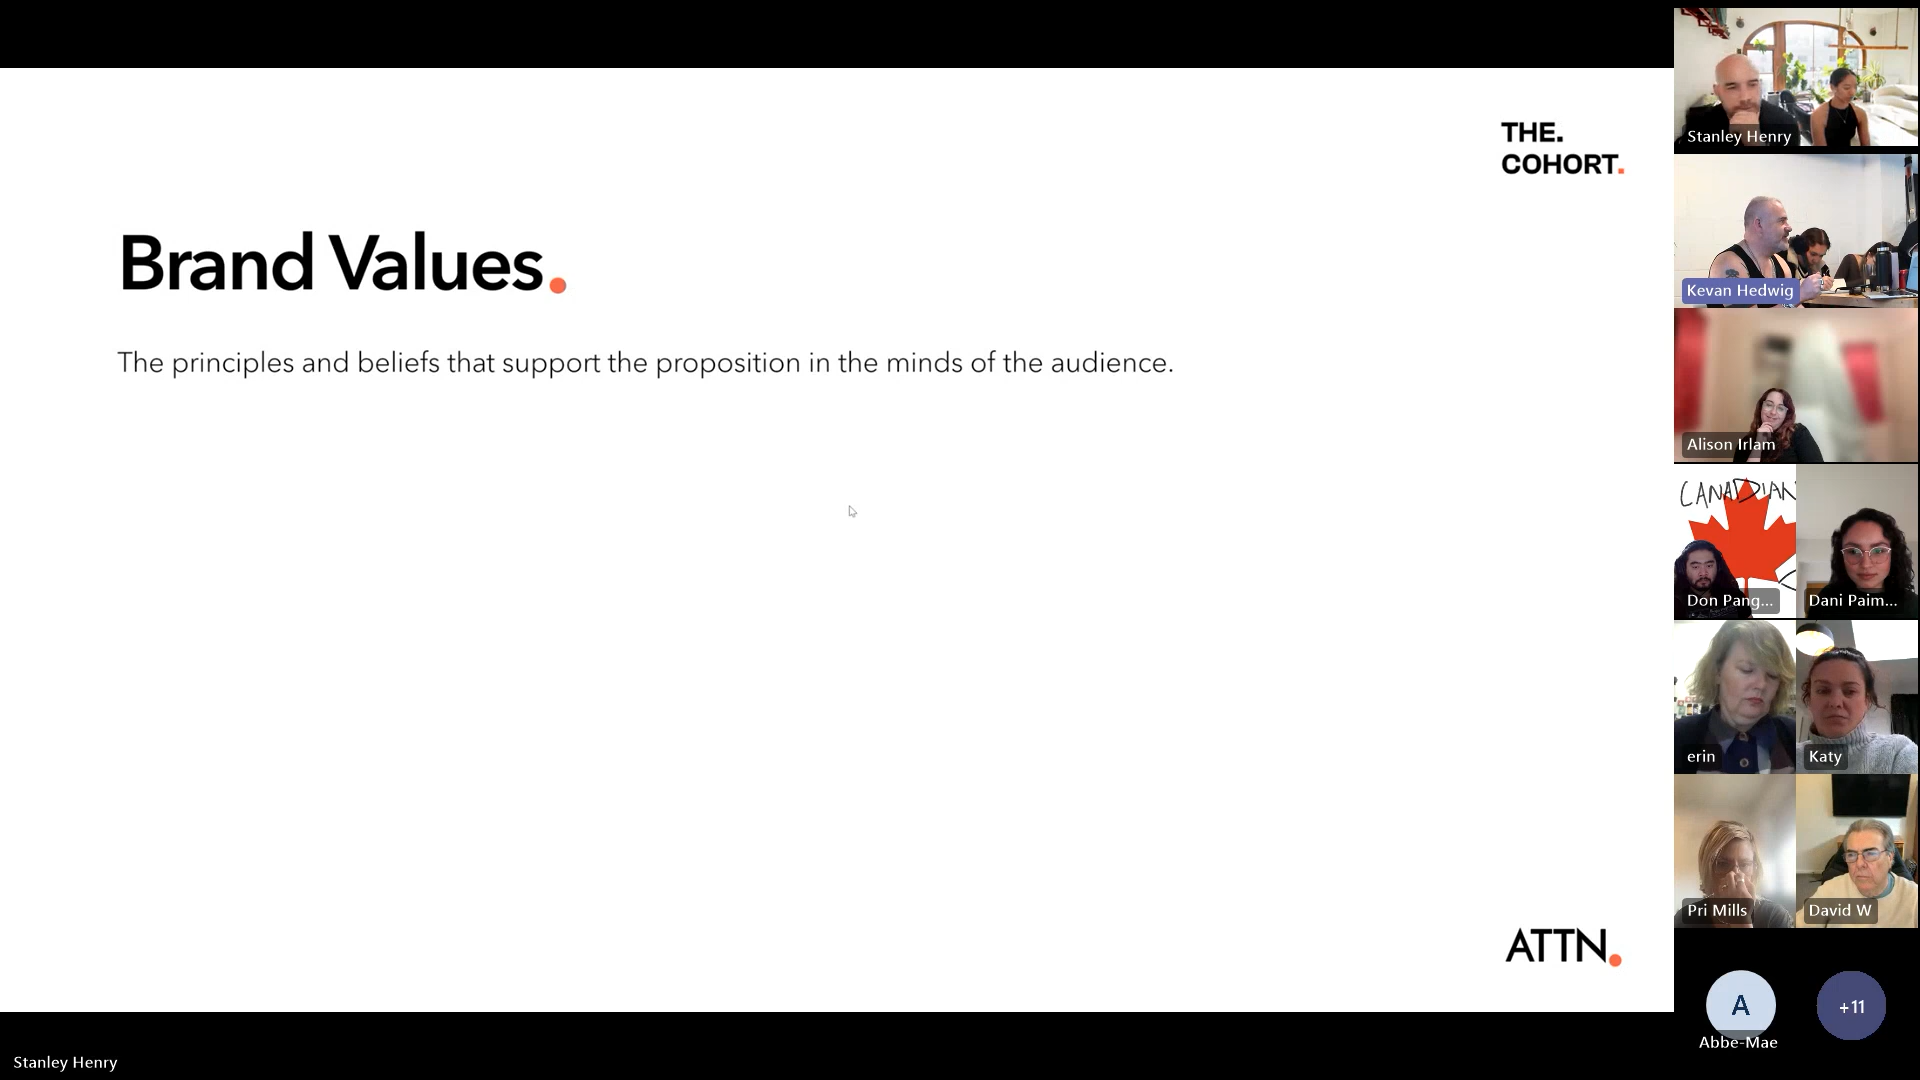 THE.
COHORT.
Brand Values.
The principles and beliefs that support the proposition in the minds of the audience.
ATTN.
Stanley Henry
Stanley Henry
Kevan Hedwig
Alison Irlam
CANADIAN
Don Pang...
Dani Paim...
erin
Katy
Pri Mills
David W
A
+11
Abbe-Mae